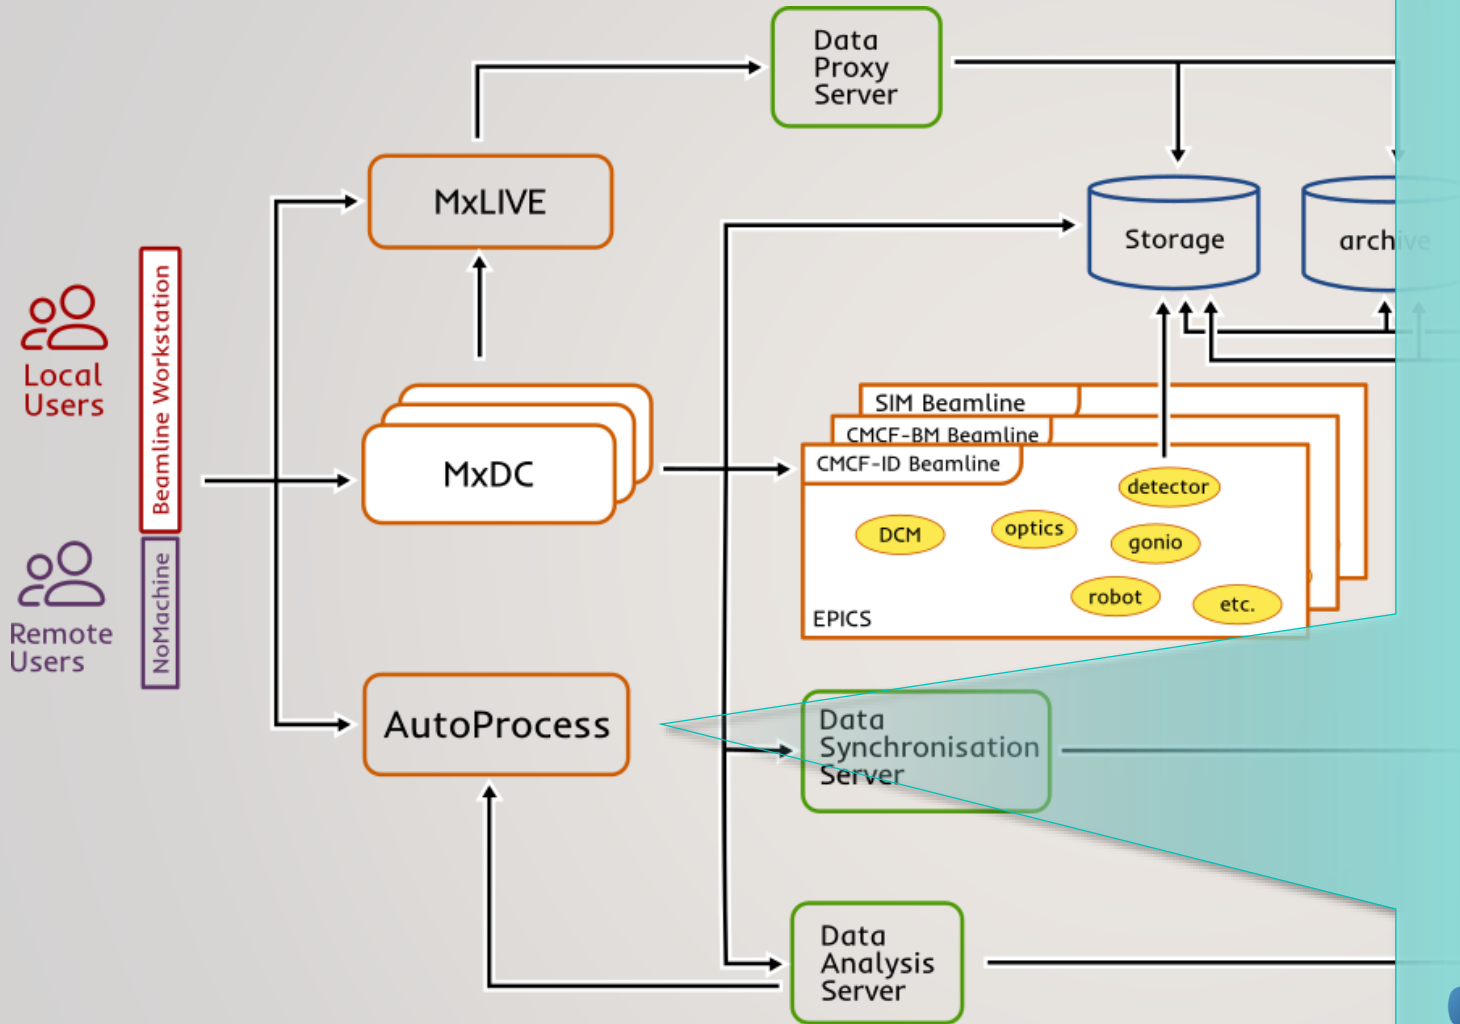 Data
Proxy
Server
MxLIVE
Storage
archive
Beamline Workstation
Local
Users
SIM Beamline
CMCF-BM Beamline
CMCF-ID Beamline
MxDC
detector
DCM
optics
gonio
robot
etc.
EPICS
NoMachine
Remote
Users
AutoProcess
Data
Synchronisation
Server
Data
Analysis
Server